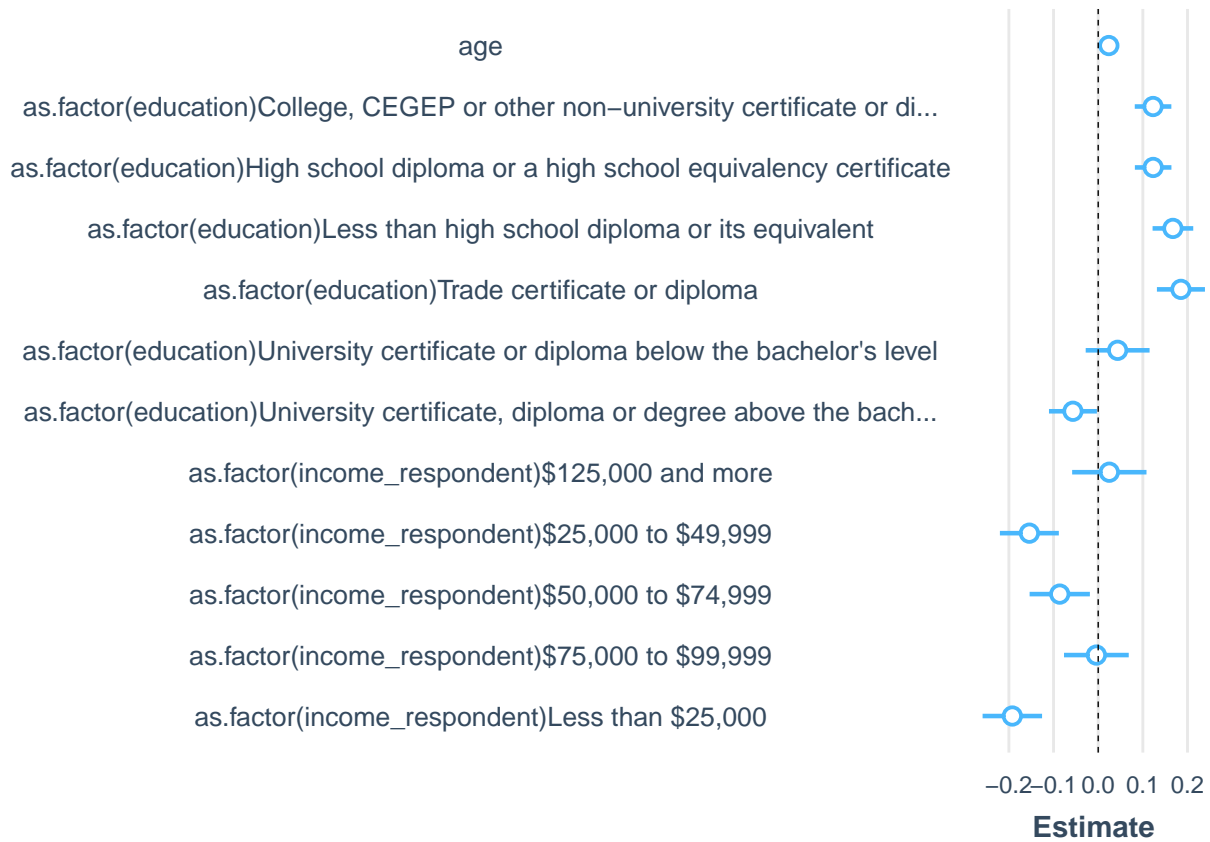 age
as.factor(education)College, CEGEP or other non−university certificate or di...
as.factor(education)High school diploma or a high school equivalency certificate
as.factor(education)Less than high school diploma or its equivalent
as.factor(education)Trade certificate or diploma
as.factor(education)University certificate or diploma below the bachelor's level
as.factor(education)University certificate, diploma or degree above the bach...
as.factor(income_respondent)$125,000 and more
as.factor(income_respondent)$25,000 to $49,999
as.factor(income_respondent)$50,000 to $74,999
as.factor(income_respondent)$75,000 to $99,999
as.factor(income_respondent)Less than $25,000
−0.2 −0.1 0.0 0.1 0.2
Estimate